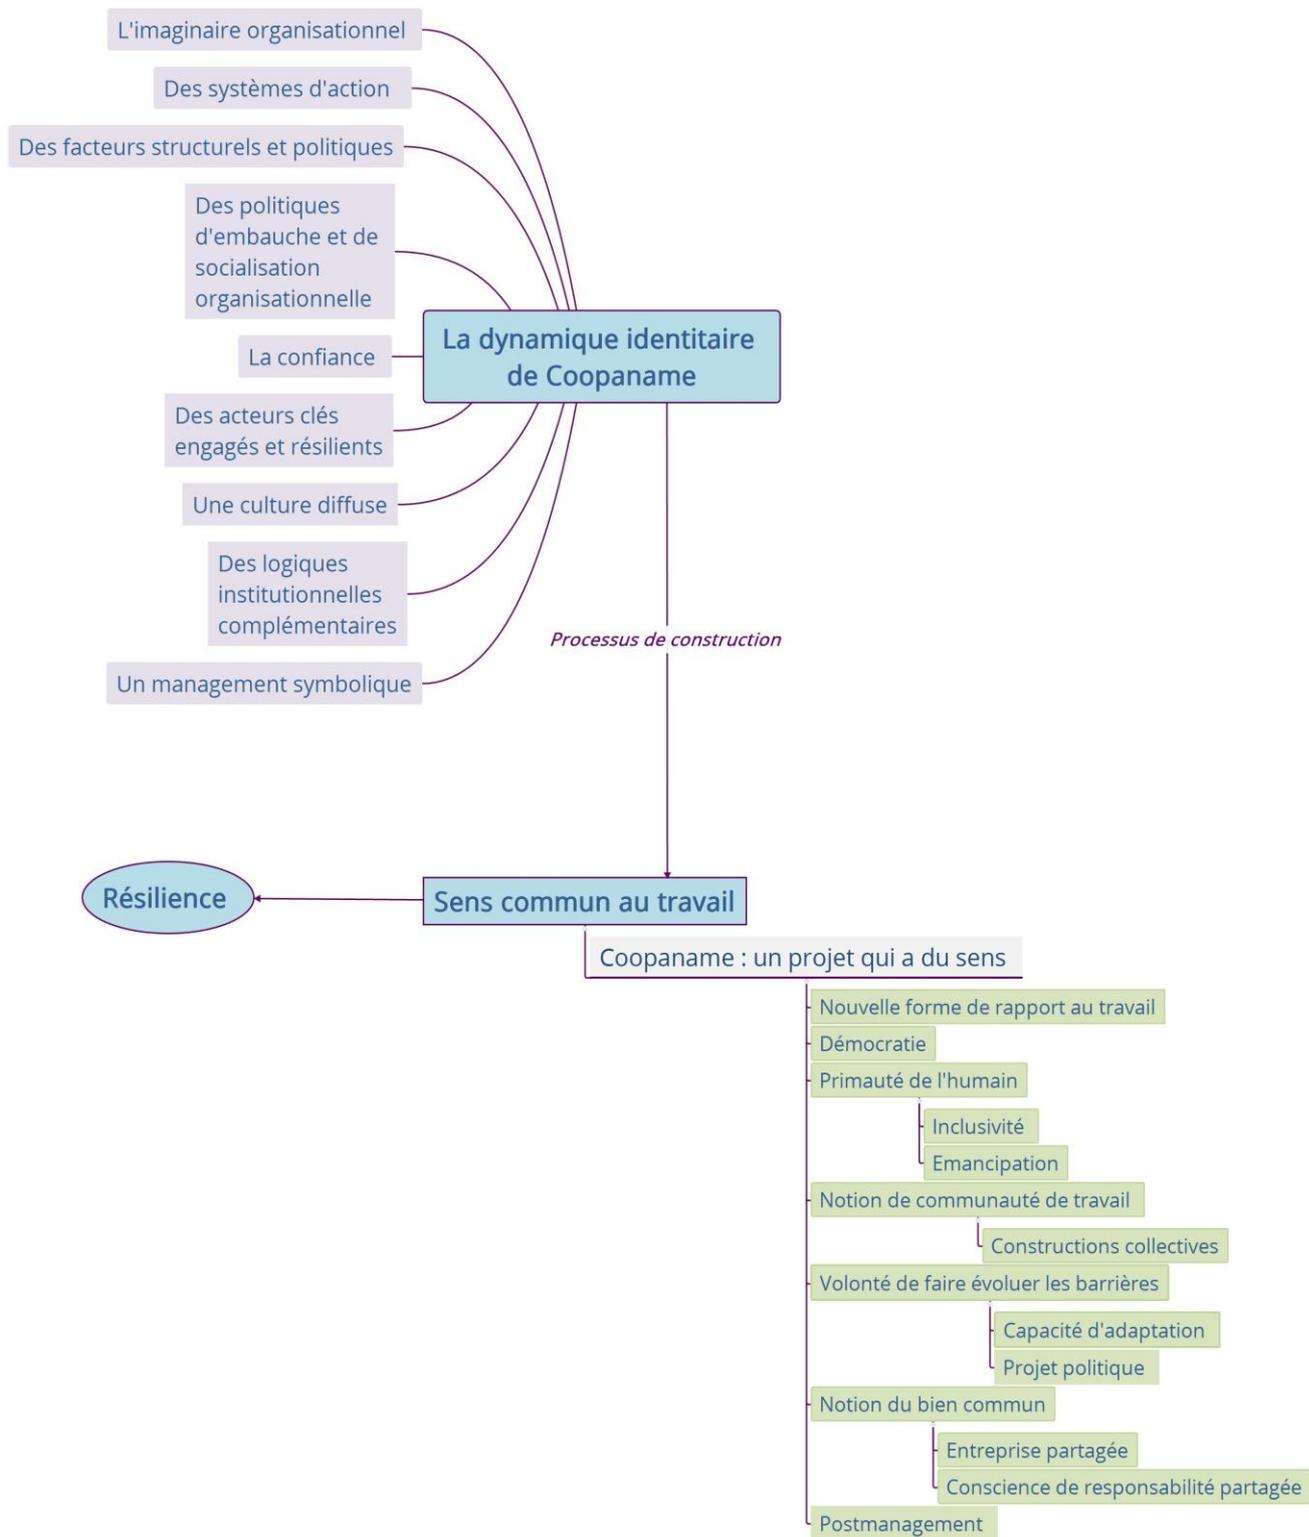 L'imaginaire organisationnel
Des systèmes d'action
Des facteurs structurels et politiques
Des politiques
d'embauche et de
socialisation
organisationnelle
La dynamique identitaire
de Coopaname
La confiance
Des acteurs clés
engagés et résilients
Une culture diffuse
Des logiques
institutionnelles
complémentaires
Processus de construction
Un management symbolique
Résilience
Sens commun au travail
Coopaname : un projet qui a du sens
Nouvelle forme de rapport au travail
Démocratie
Primauté de l'humain
Inclusivité
Emancipation
Notion de communauté de travail
Constructions collectives
Volonté de faire évoluer les barrières
Capacité d'adaptation
Projet politique
Notion du bien commun
Entreprise partagée
Conscience de responsabilité partagée
Postmanagement